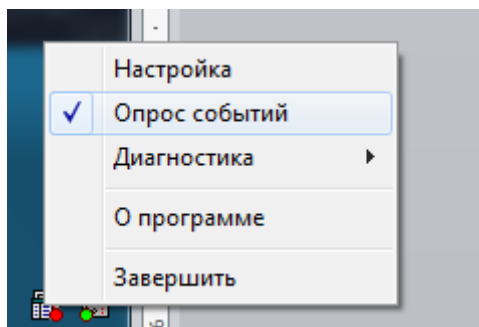 Настройка
Опрос событий
Диагностика
О программе
Завершить